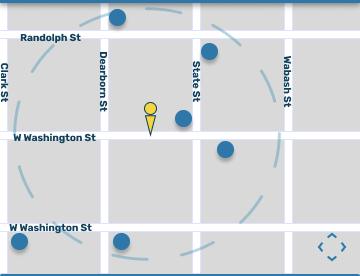 Randolph St
Clark St
Dearborn St
State St
Wabash St
W Washington St
W Washington St